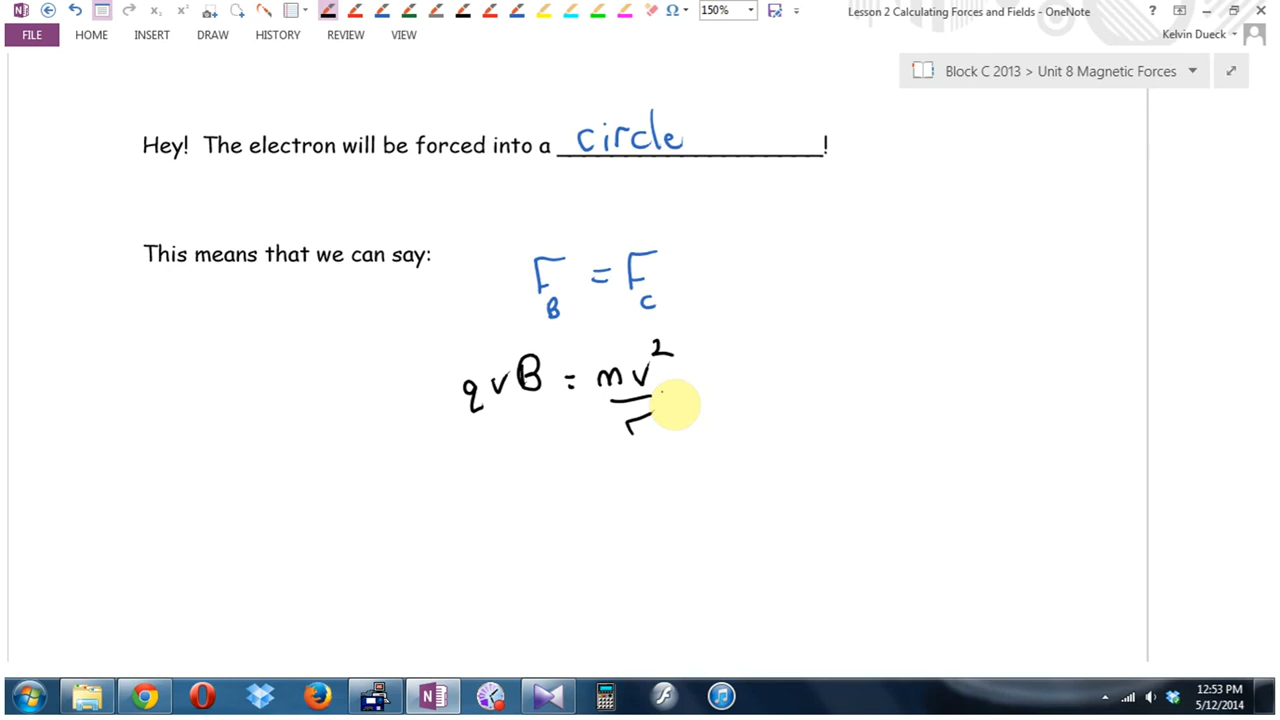 150%
Lesson 2 Calculating Forces and Fields - OneNote
FILE HOME INSERT DRAW HISTORY REVIEW VIEW
Kelvin Dueck
Block C 2013 > Unit 8 Magnetic Forces
Hey! The electron will be forced into a circle!
This means that we can say:
F_B = F_C
qvB = mv²
r
12:53 PM
5/12/2014